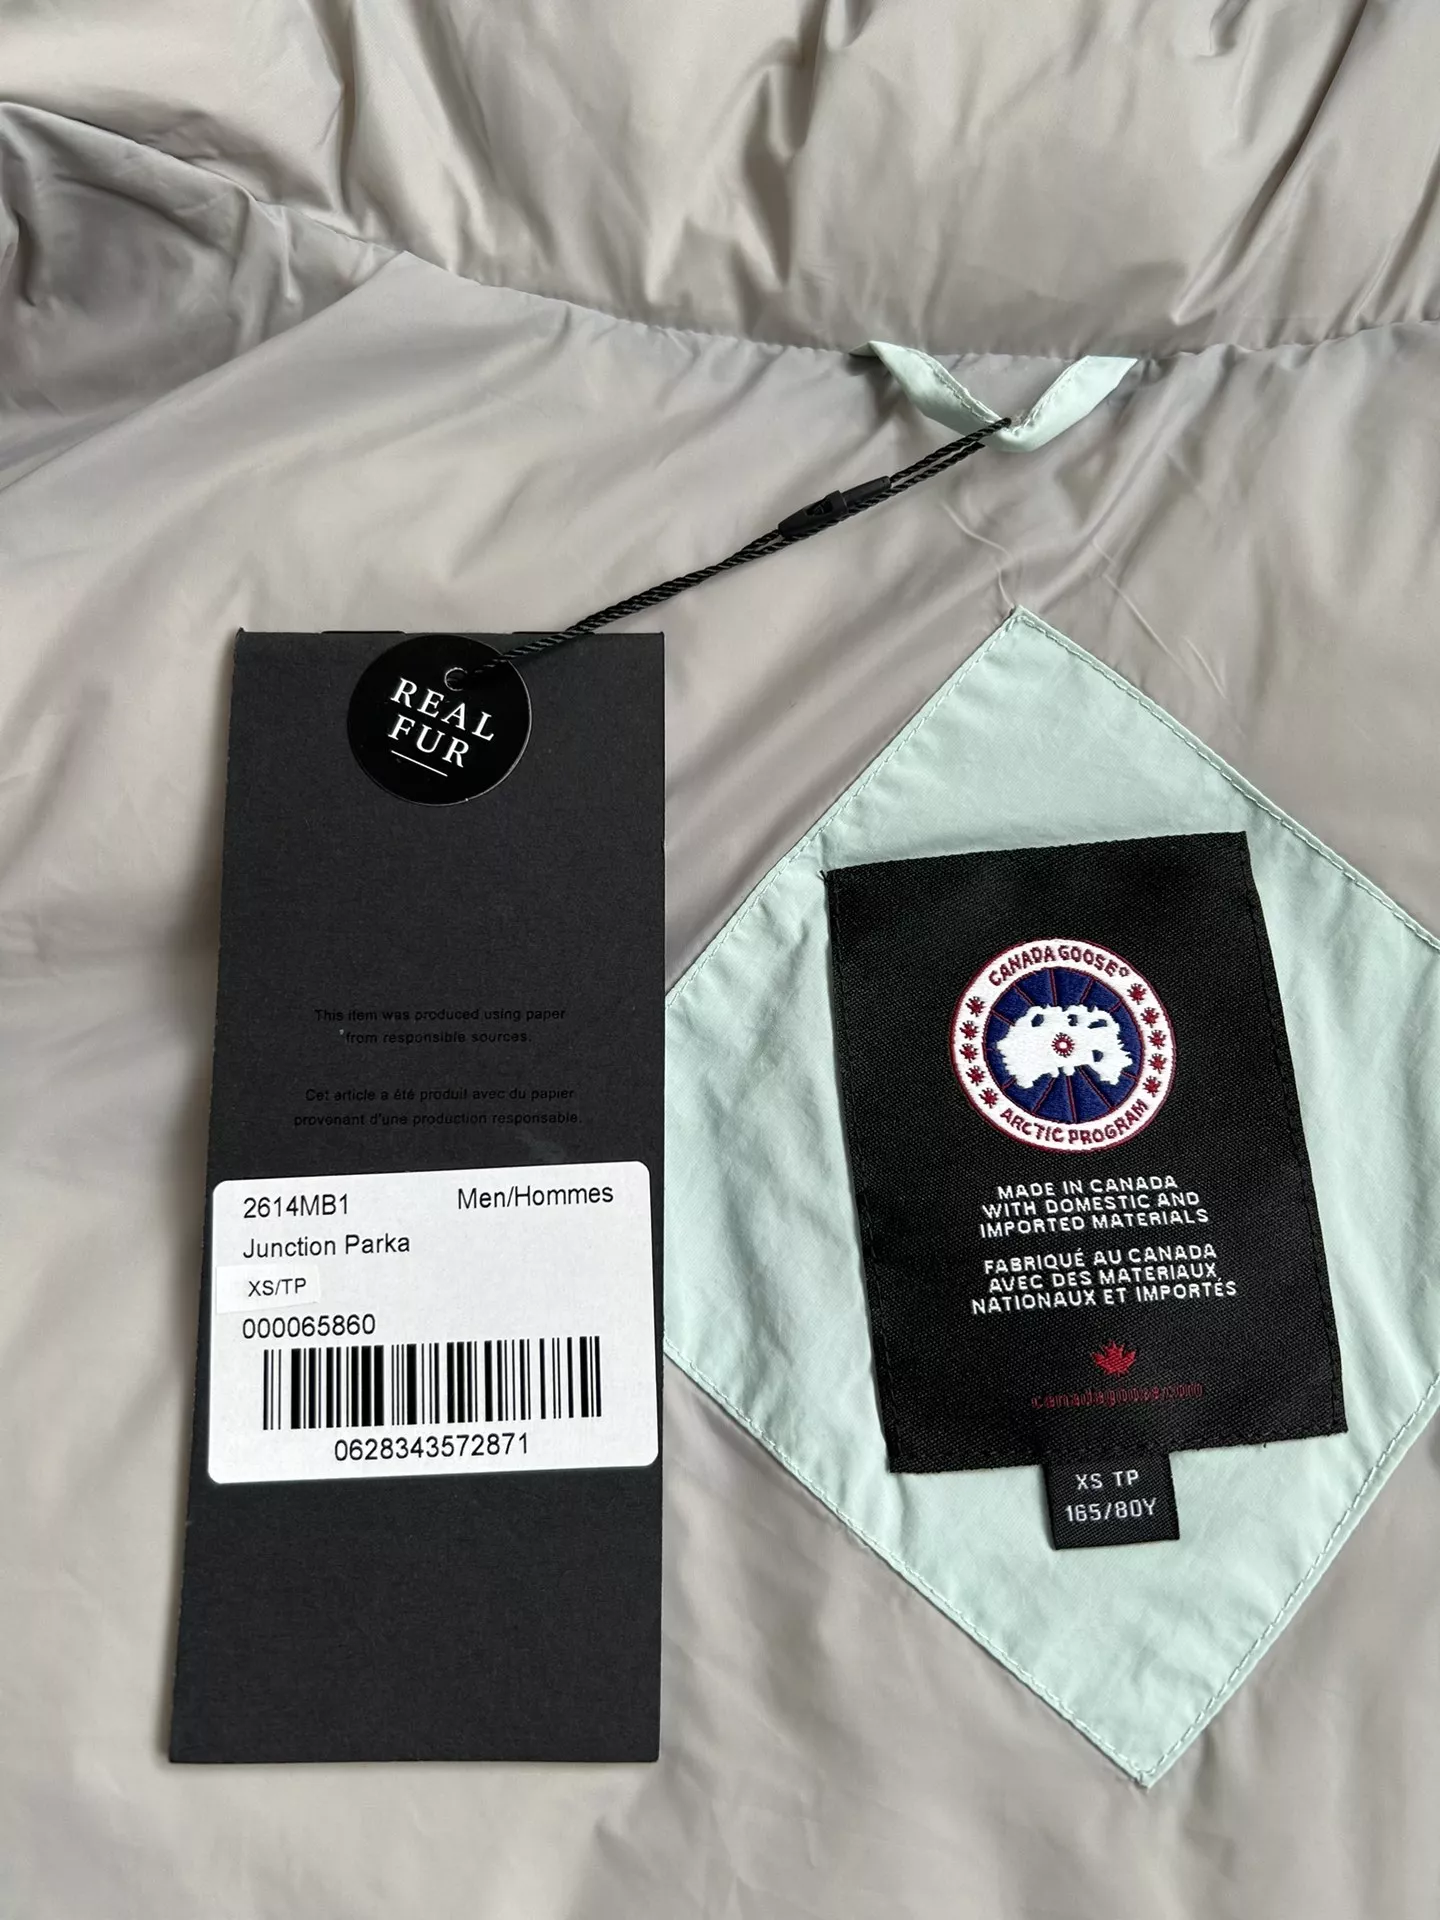 REAL
FUR
This item was produced using paper
from responsible sources.
Cet article a été produit avec du papier
provenant d'une production responsable.
2614MB1 Men/Hommes
Junction Parka
XS/TP
000065860
0628343572871
CANADA GOOSE
ARCTIC PROGRAM
MADE IN CANADA
WITH DOMESTIC AND
IMPORTED MATERIALS
FABRIQUÉ AU CANADA
AVEC DES MATERIAUX
NATIONAUX ET IMPORTÉS
canadagoose.com
XS TP
165/80Y